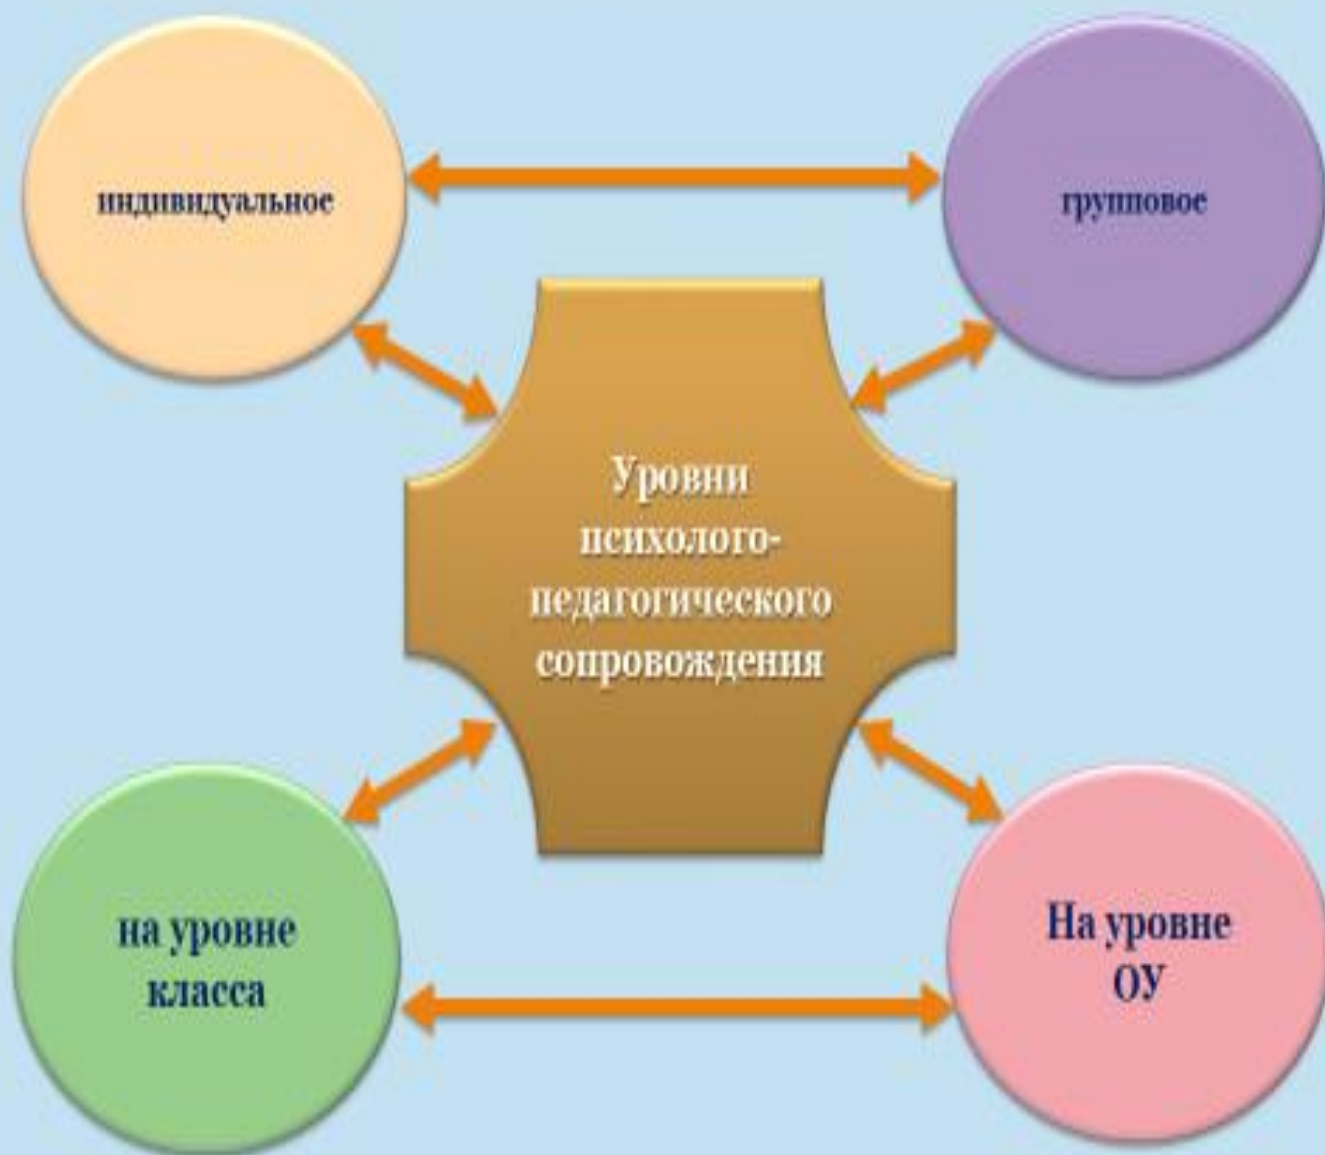 индивидуальное
групповое
Уровни
психолого-
педагогического
сопровождения
на уровне
класса
На уровне
ОУ